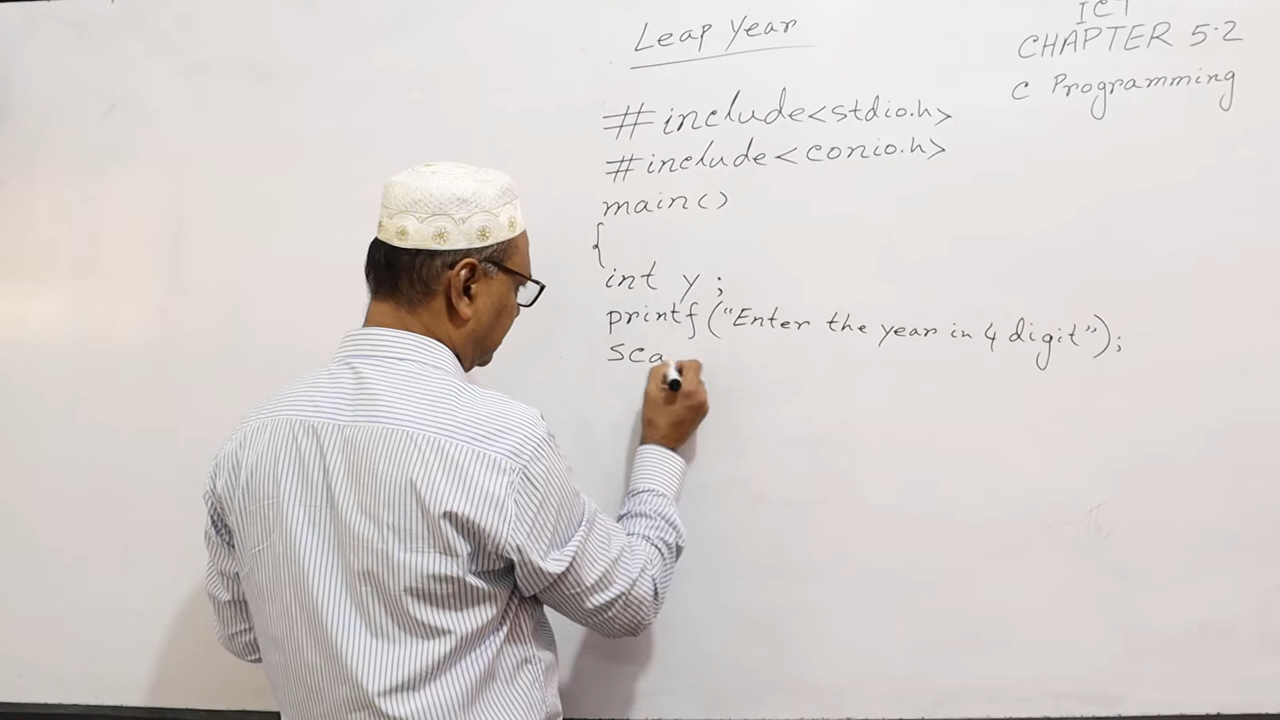 Leap Year
ICT
CHAPTER 5.2
C Programming
#include<stdio.h>
#include<conio.h>
main()
{
int y;
printf("Enter the year in 4 digit");
sca